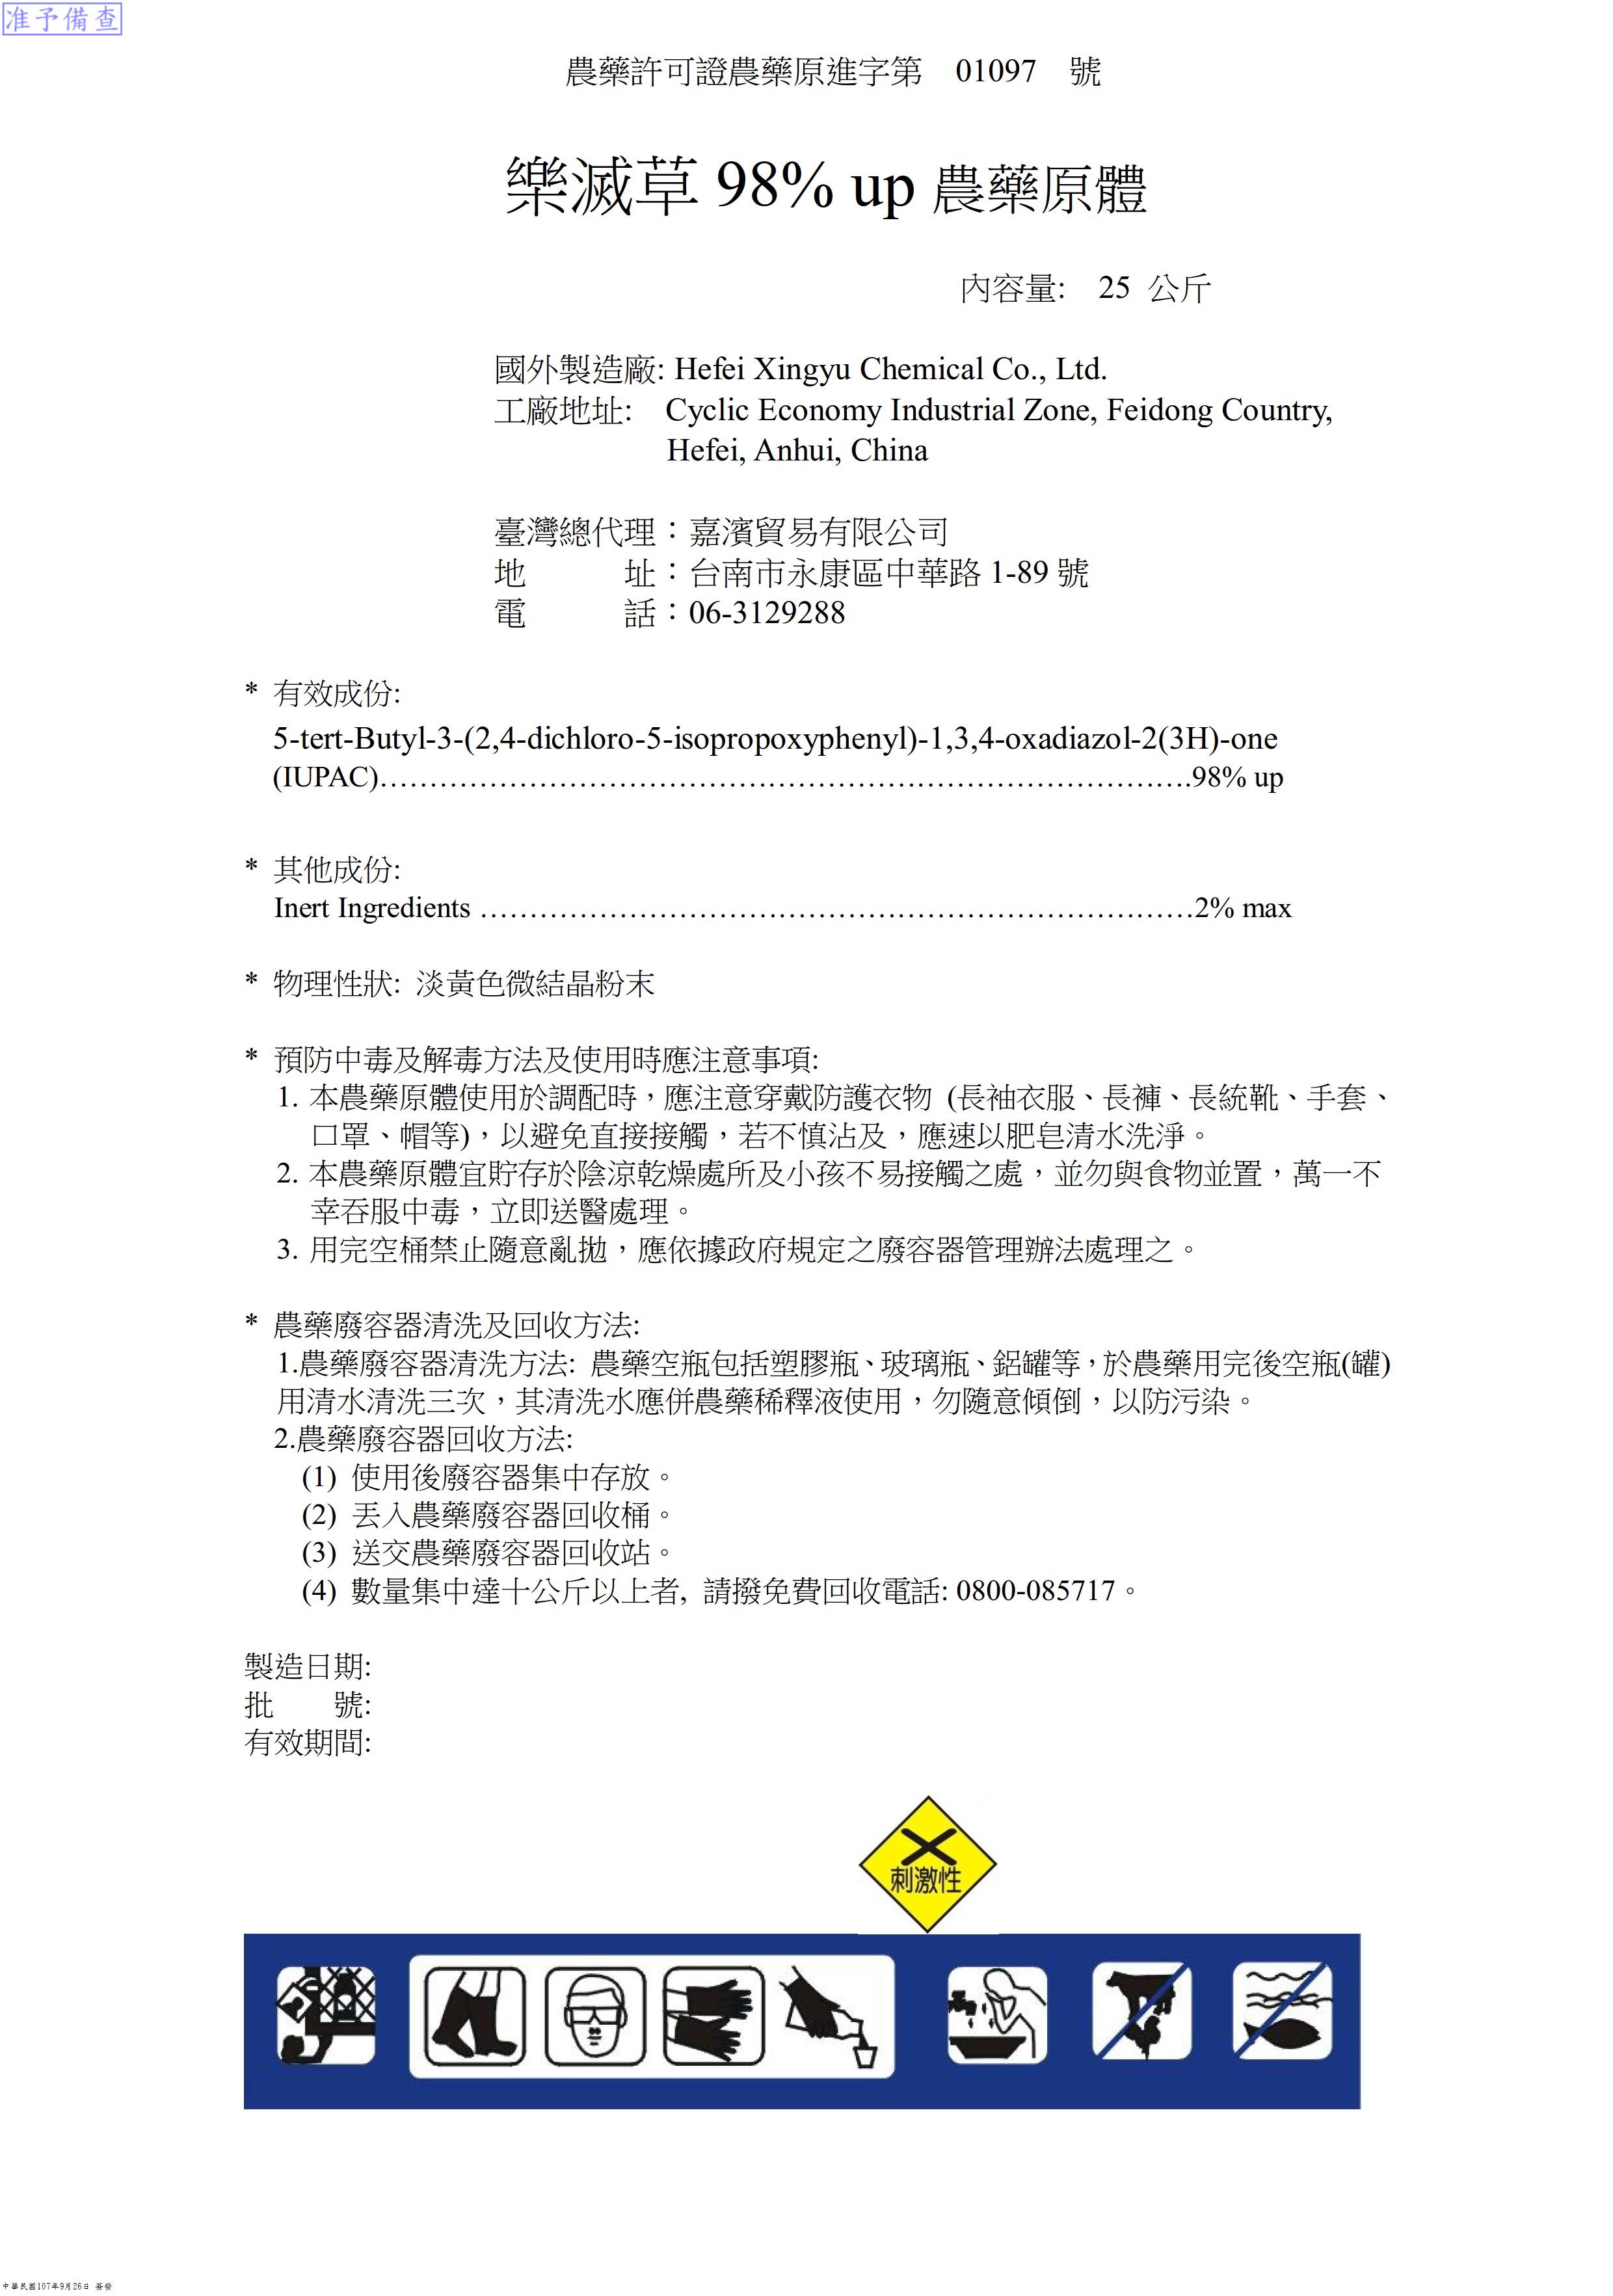 准予備查
農藥許可證農藥原進字第 01097 號
樂滅草 98% up 農藥原體
內容量: 25 公斤
國外製造廠: Hefei Xingyu Chemical Co., Ltd.
工廠地址: Cyclic Economy Industrial Zone, Feidong Country,
Hefei, Anhui, China
臺灣總代理：嘉濱貿易有限公司
地 址：台南市永康區中華路 1-89 號
電 話：06-3129288
* 有效成份:
5-tert-Butyl-3-(2,4-dichloro-5-isopropoxyphenyl)-1,3,4-oxadiazol-2(3H)-one
(IUPAC)……………………………………………………………………….98% up
* 其他成份:
Inert Ingredients ………………………………………………………………2% max
* 物理性狀: 淡黃色微結晶粉末
* 預防中毒及解毒方法及使用時應注意事項:
1. 本農藥原體使用於調配時，應注意穿戴防護衣物 (長袖衣服、長褲、長統靴、手套、
口罩、帽等)，以避免直接接觸，若不慎沾及，應速以肥皂清水洗淨。
2. 本農藥原體宜貯存於陰涼乾燥處所及小孩不易接觸之處，並勿與食物並置，萬一不
幸吞服中毒，立即送醫處理。
3. 用完空桶禁止隨意亂拋，應依據政府規定之廢容器管理辦法處理之。
* 農藥廢容器清洗及回收方法:
1.農藥廢容器清洗方法: 農藥空瓶包括塑膠瓶、玻璃瓶、鋁罐等，於農藥用完後空瓶(罐)
用清水清洗三次，其清洗水應併農藥稀釋液使用，勿隨意傾倒，以防污染。
2.農藥廢容器回收方法:
(1) 使用後廢容器集中存放。
(2) 丟入農藥廢容器回收桶。
(3) 送交農藥廢容器回收站。
(4) 數量集中達十公斤以上者, 請撥免費回收電話: 0800-085717。
製造日期:
批 號:
有效期間:
刺激性
中華民國107年9月26日 簽發